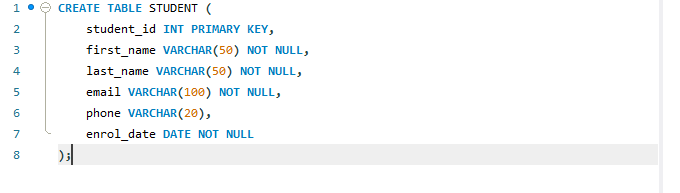 1 CREATE TABLE STUDENT (
2 student_id INT PRIMARY KEY,
3 first_name VARCHAR(50) NOT NULL,
4 last_name VARCHAR(50) NOT NULL,
5 email VARCHAR(100) NOT NULL,
6 phone VARCHAR(20),
7 enrol_date DATE NOT NULL
8 );